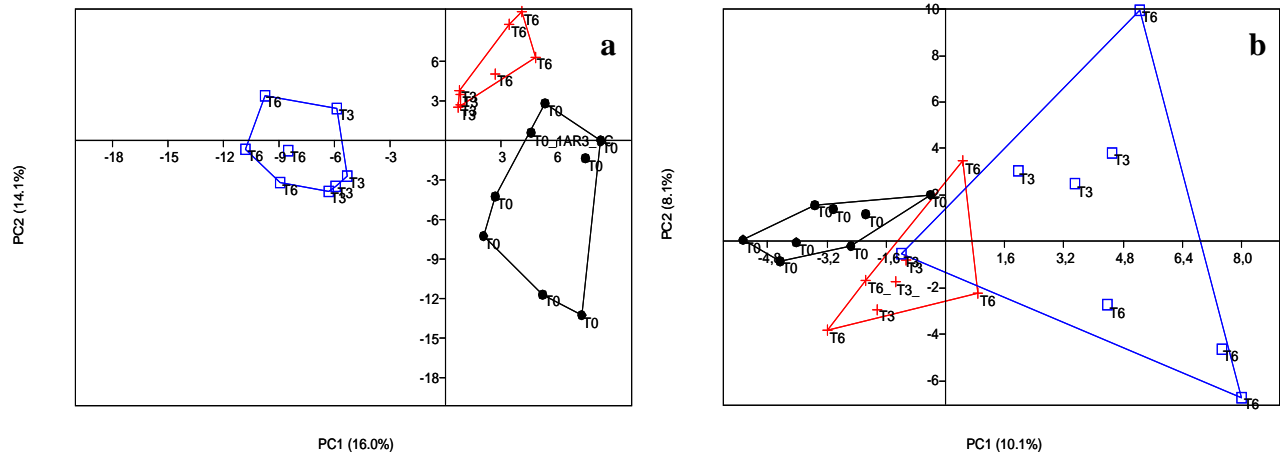 a
T6
T6
6
T6
T6
T3
T3
T3
3
T0
T0_1AR3_
T0
T0
T6
T3
-18
-15
-12
-9
-6
-3
3
6
T6
T6
T6
T3
T3
T3
-3
T0
-6
T0
-9
-12
T0
T0
-15
-18
PC2 (14.1%)
PC1 (16.0%)
b
10
T6
8
6
4
T6
T3
T3
T3
2
T0
T0
T0
T0
T0
T0
T0
T0
-4,8
-3,2
-1,6
1,6
3,2
4,8
6,4
8,0
T3
T6_
T3_
-2
T6
T3
T6
T6
-4
T6
-6
T6
PC2 (8.1%)
PC1 (10.1%)